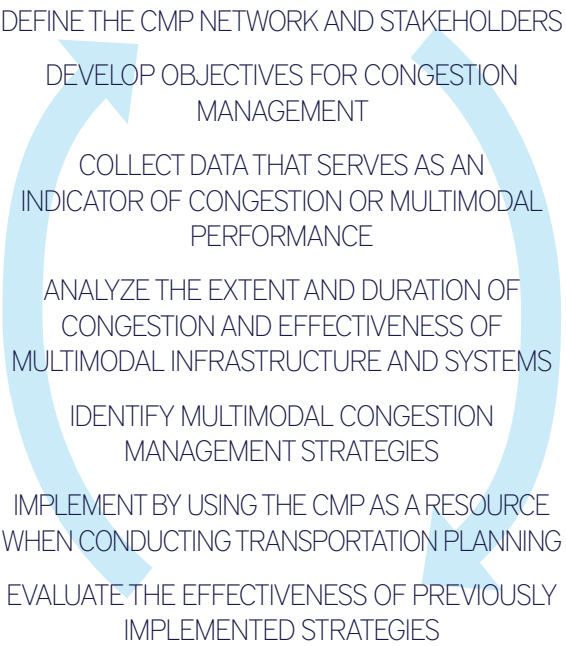 DEFINE THE CMP NETWORK AND STAKEHOLDERS
DEVELOP OBJECTIVES FOR CONGESTION
MANAGEMENT
COLLECT DATA THAT SERVES AS AN
INDICATOR OF CONGESTION OR MULTIMODAL
PERFORMANCE
ANALYZE THE EXTENT AND DURATION OF
CONGESTION AND EFFECTIVENESS OF
MULTIMODAL INFRASTRUCTURE AND SYSTEMS
IDENTIFY MULTIMODAL CONGESTION
MANAGEMENT STRATEGIES
IMPLEMENT BY USING THE CMP AS A RESOURCE
WHEN CONDUCTING TRANSPORTATION PLANNING
EVALUATE THE EFFECTIVENESS OF PREVIOUSLY
IMPLEMENTED STRATEGIES